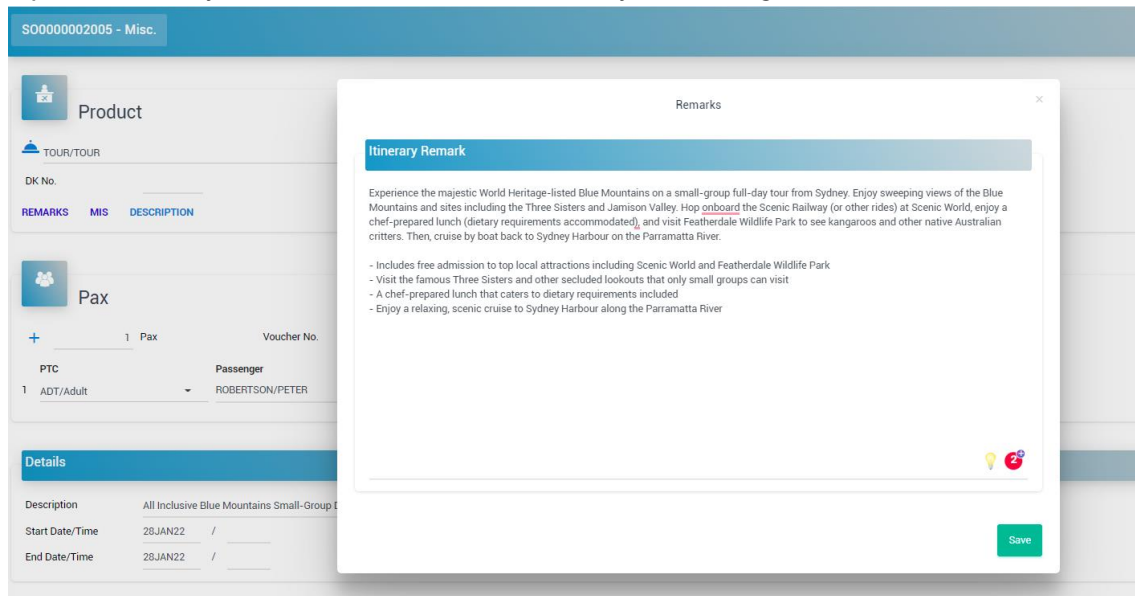 SO0000002005 - Misc.
Product
TOUR/TOUR
DK No.
REMARKS MIS DESCRIPTION
Pax
+ 1 Pax Voucher No.
PTC Passenger
1 ADT/Adult ROBERTSON/PETER
Details
Description All Inclusive Blue Mountains Small-Group
Start Date/Time 28JAN22 /
End Date/Time 28JAN22 /
Remarks ×
Itinerary Remark
Experience the majestic World Heritage-listed Blue Mountains on a small-group full-day tour from Sydney. Enjoy sweeping views of the Blue
Mountains and sites including the Three Sisters and Jamison Valley. Hop onboard the Scenic Railway (or other rides) at Scenic World, enjoy a
chef-prepared lunch (dietary requirements accommodated), and visit Featherdale Wildlife Park to see kangaroos and other native Australian
critters. Then, cruise by boat back to Sydney Harbour on the Parramatta River.
- Includes free admission to top local attractions including Scenic World and Featherdale Wildlife Park
- Visit the famous Three Sisters and other secluded lookouts that only small groups can visit
- A chef-prepared lunch that caters to dietary requirements included
- Enjoy a relaxing, scenic cruise to Sydney Harbour along the Parramatta River
2
Save